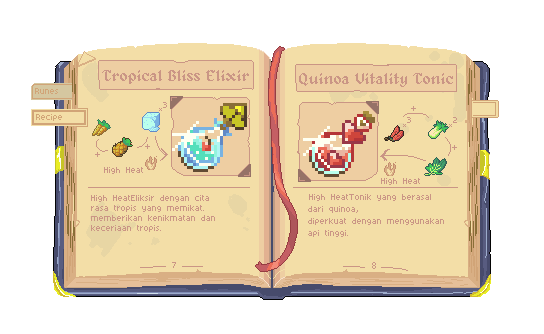 Tropical Bliss Elixir
Runes
Recipe
3
+
+
High Heat
High HeatEliksir dengan cita
rasa tropis yang memikat.
memberikan kenikmatan dan
keceriaan tropis.
7
Quinoa Vitality Tonic
+
3
2
+
High Heat
High HeatTonik yang berasal
dari quinoa,
diperkuat dengan menggunakan
api tinggi.
8